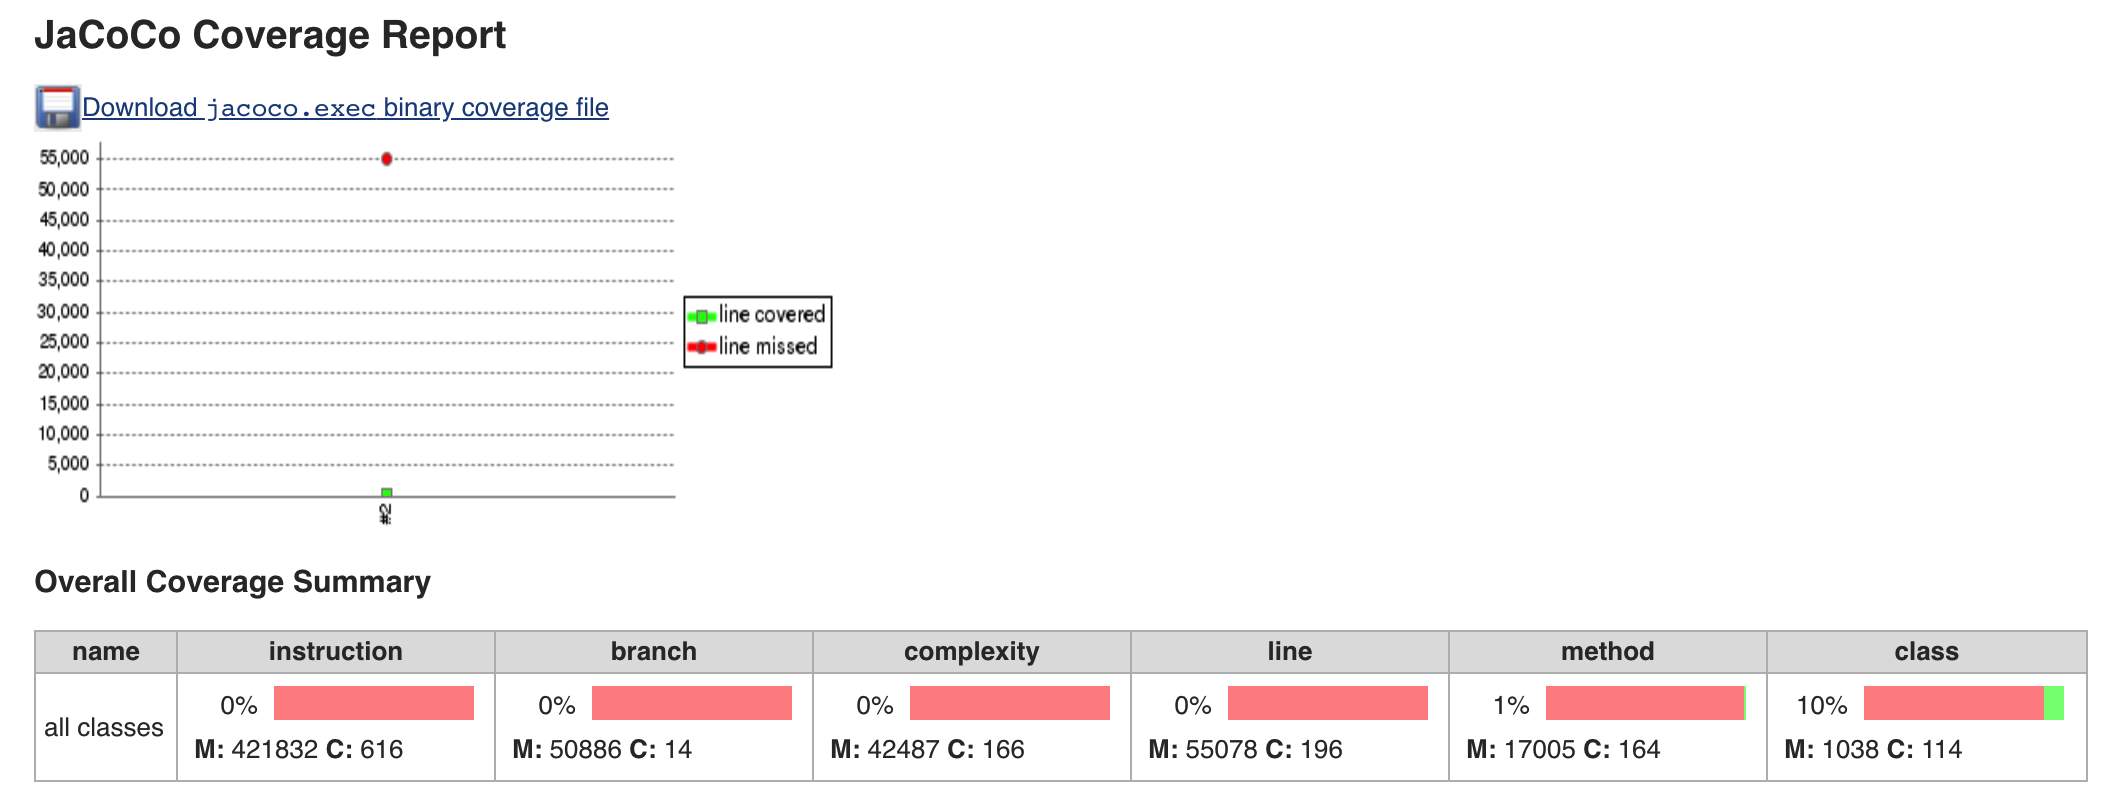 JaCoCo Coverage Report
Download jacoco.exec binary coverage file
55,000
50,000
45,000
40,000
35,000
30,000
25,000
20,000
15,000
10,000
5,000
0
#2
line covered
line missed
Overall Coverage Summary
name instruction branch complexity line method class
all classes 0% 0% 0% 0% 1% 10%
M: 421832 C: 616 M: 50886 C: 14 M: 42487 C: 166 M: 55078 C: 196 M: 17005 C: 164 M: 1038 C: 114